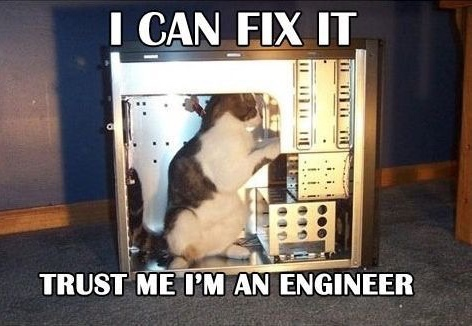 I CAN FIX IT
TRUST ME I'M AN ENGINEER